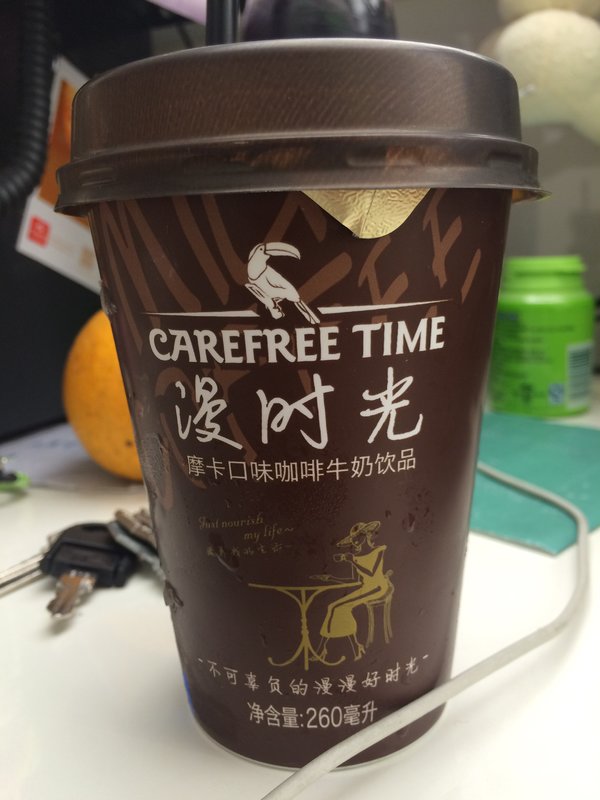 CAREFREE TIME
漫时光
摩卡口味咖啡牛奶饮品
Just nourish
my life~
-不可辜负的漫漫好时光-
净含量:260毫升